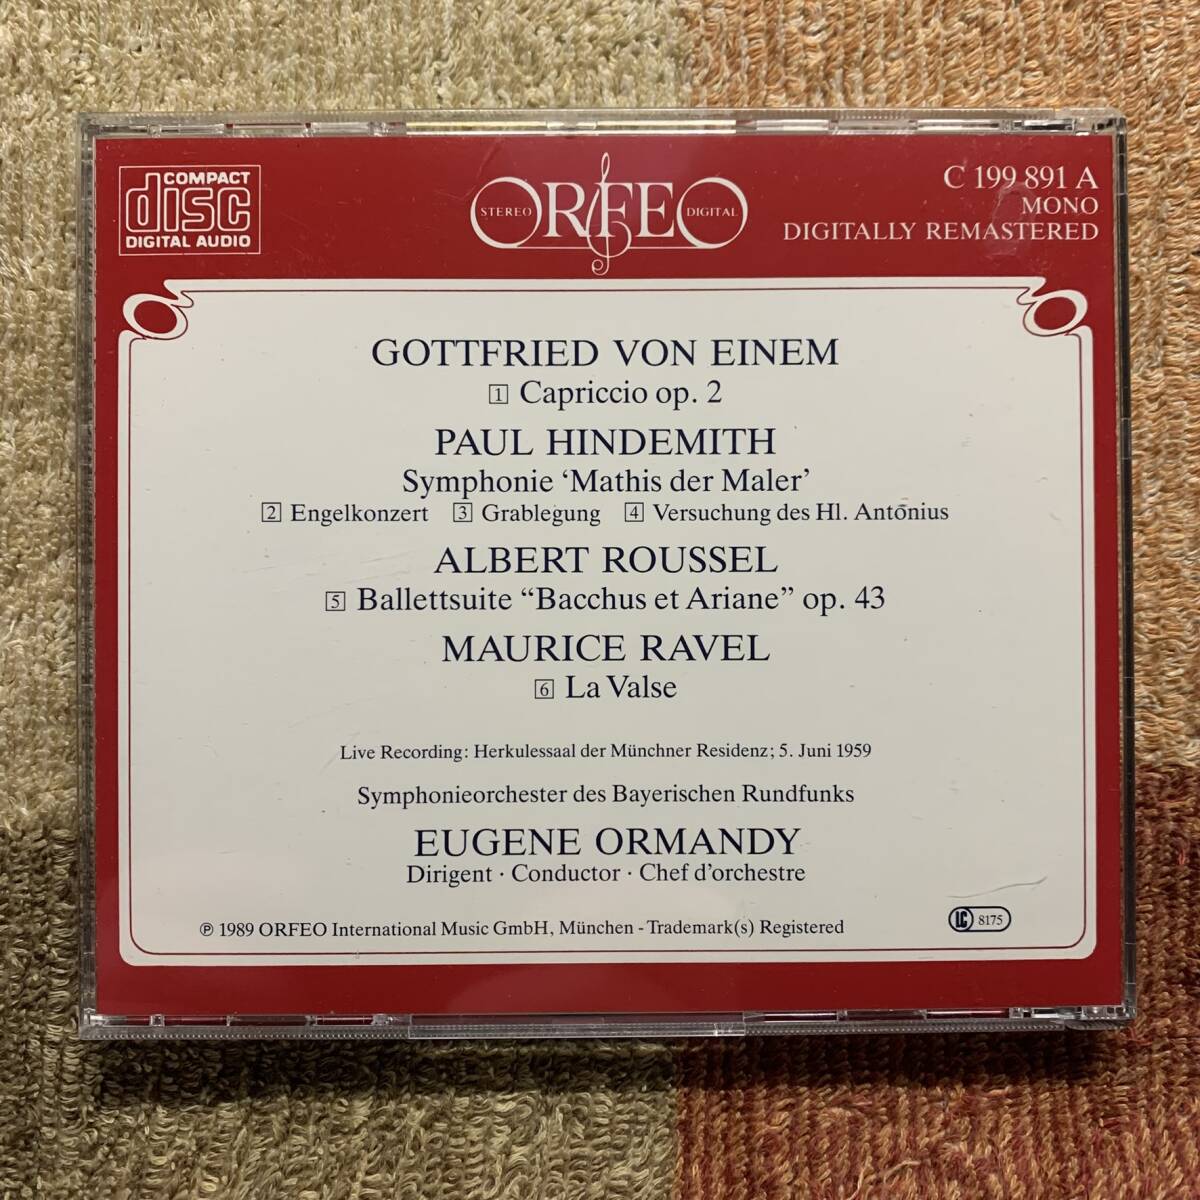 COMPACT
disc
DIGITAL AUDIO
STEREO ORFEO DIGITAL
C 199 891 A
MONO
DIGITALLY REMASTERED
GOTTFRIED VON EINEM
1 Capriccio op. 2
PAUL HINDEMITH
Symphonie ‘Mathis der Maler’
2 Engelkonzert 3 Grablegung 4 Versuchung des Hl. Antonius
ALBERT ROUSSEL
5 Ballettsuite “Bacchus et Ariane” op. 43
MAURICE RAVEL
6 La Valse
Live Recording: Herkulessaal der Münchner Residenz; 5. Juni 1959
Symphonieorchester des Bayerischen Rundfunks
EUGENE ORMANDY
Dirigent · Conductor · Chef d’orchestre
℗ 1989 ORFEO International Music GmbH, München - Trademark(s) Registered
LC 8175